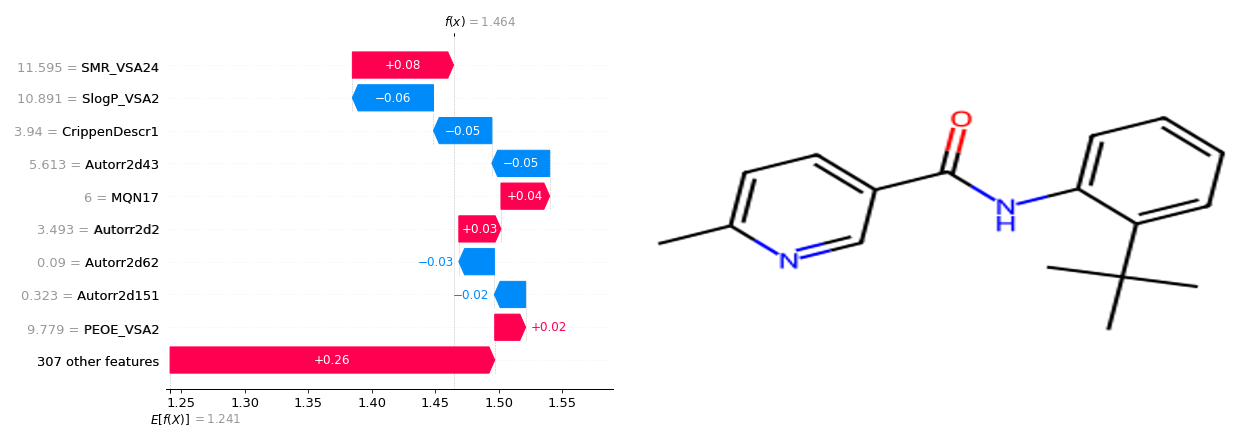 f(x) = 1.464
11.595 = SMR_VSA24 +0.08
10.891 = SlogP_VSA2 −0.06
3.94 = CrippenDescr1 −0.05
5.613 = Autorr2d43 −0.05
6 = MQN17 +0.04
3.493 = Autorr2d2 +0.03
0.09 = Autorr2d62 −0.03
0.323 = Autorr2d151 −0.02
9.779 = PEOE_VSA2 +0.02
307 other features +0.26
1.25 1.30 1.35 1.40 1.45 1.50 1.55
E[f(X)] = 1.241
O
N
H
N